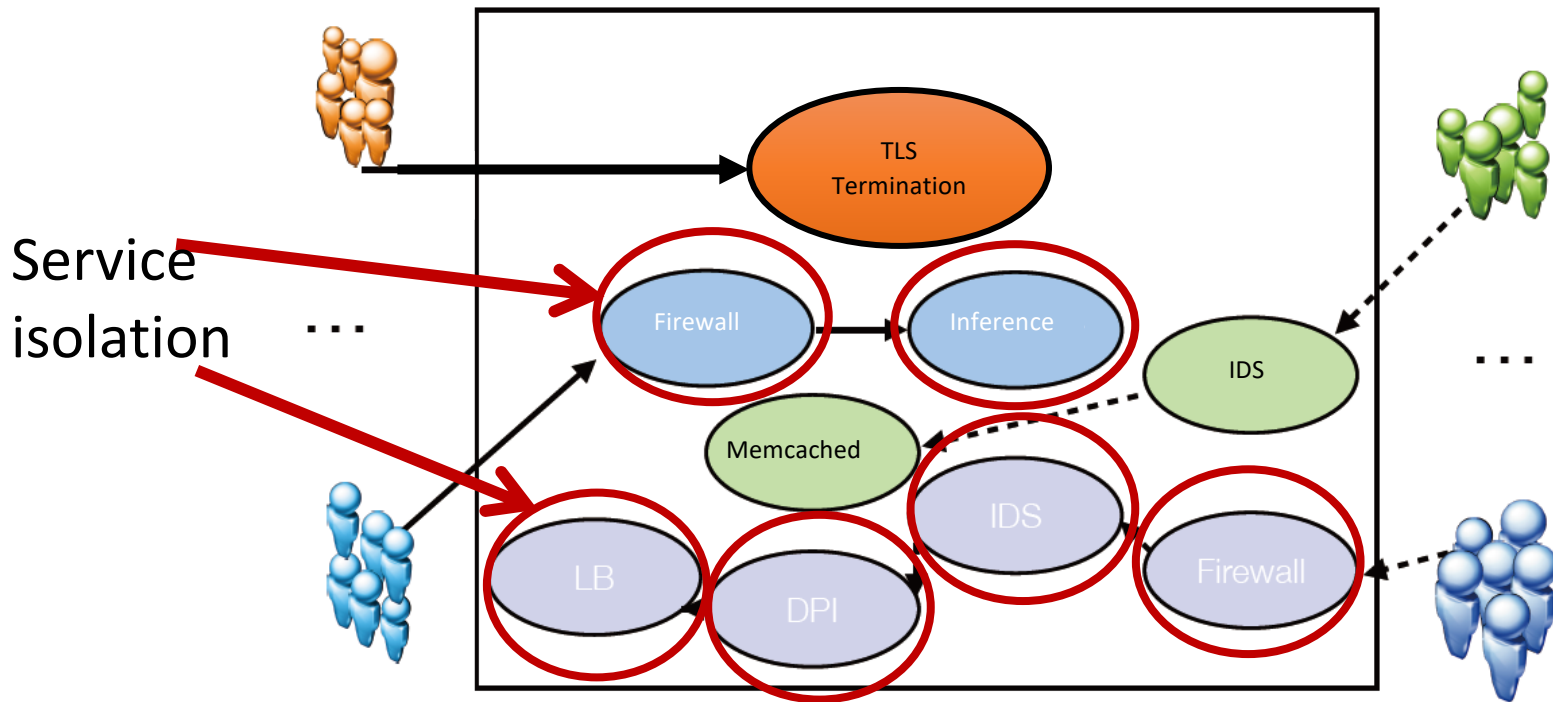 TLS
Termination
Service
isolation
...
Firewall
Inference
IDS
...
Memcached
IDS
Firewall
LB
DPI